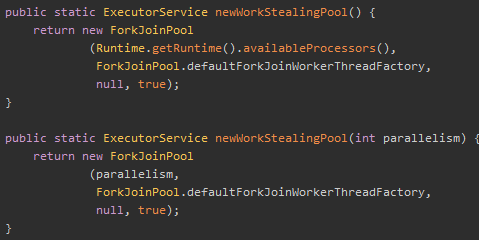 public static ExecutorService newWorkStealingPool() {
    return new ForkJoinPool
            (Runtime.getRuntime().availableProcessors(),
             ForkJoinPool.defaultForkJoinWorkerThreadFactory,
             null, true);
}

public static ExecutorService newWorkStealingPool(int parallelism) {
    return new ForkJoinPool
            (parallelism,
             ForkJoinPool.defaultForkJoinWorkerThreadFactory,
             null, true);
}